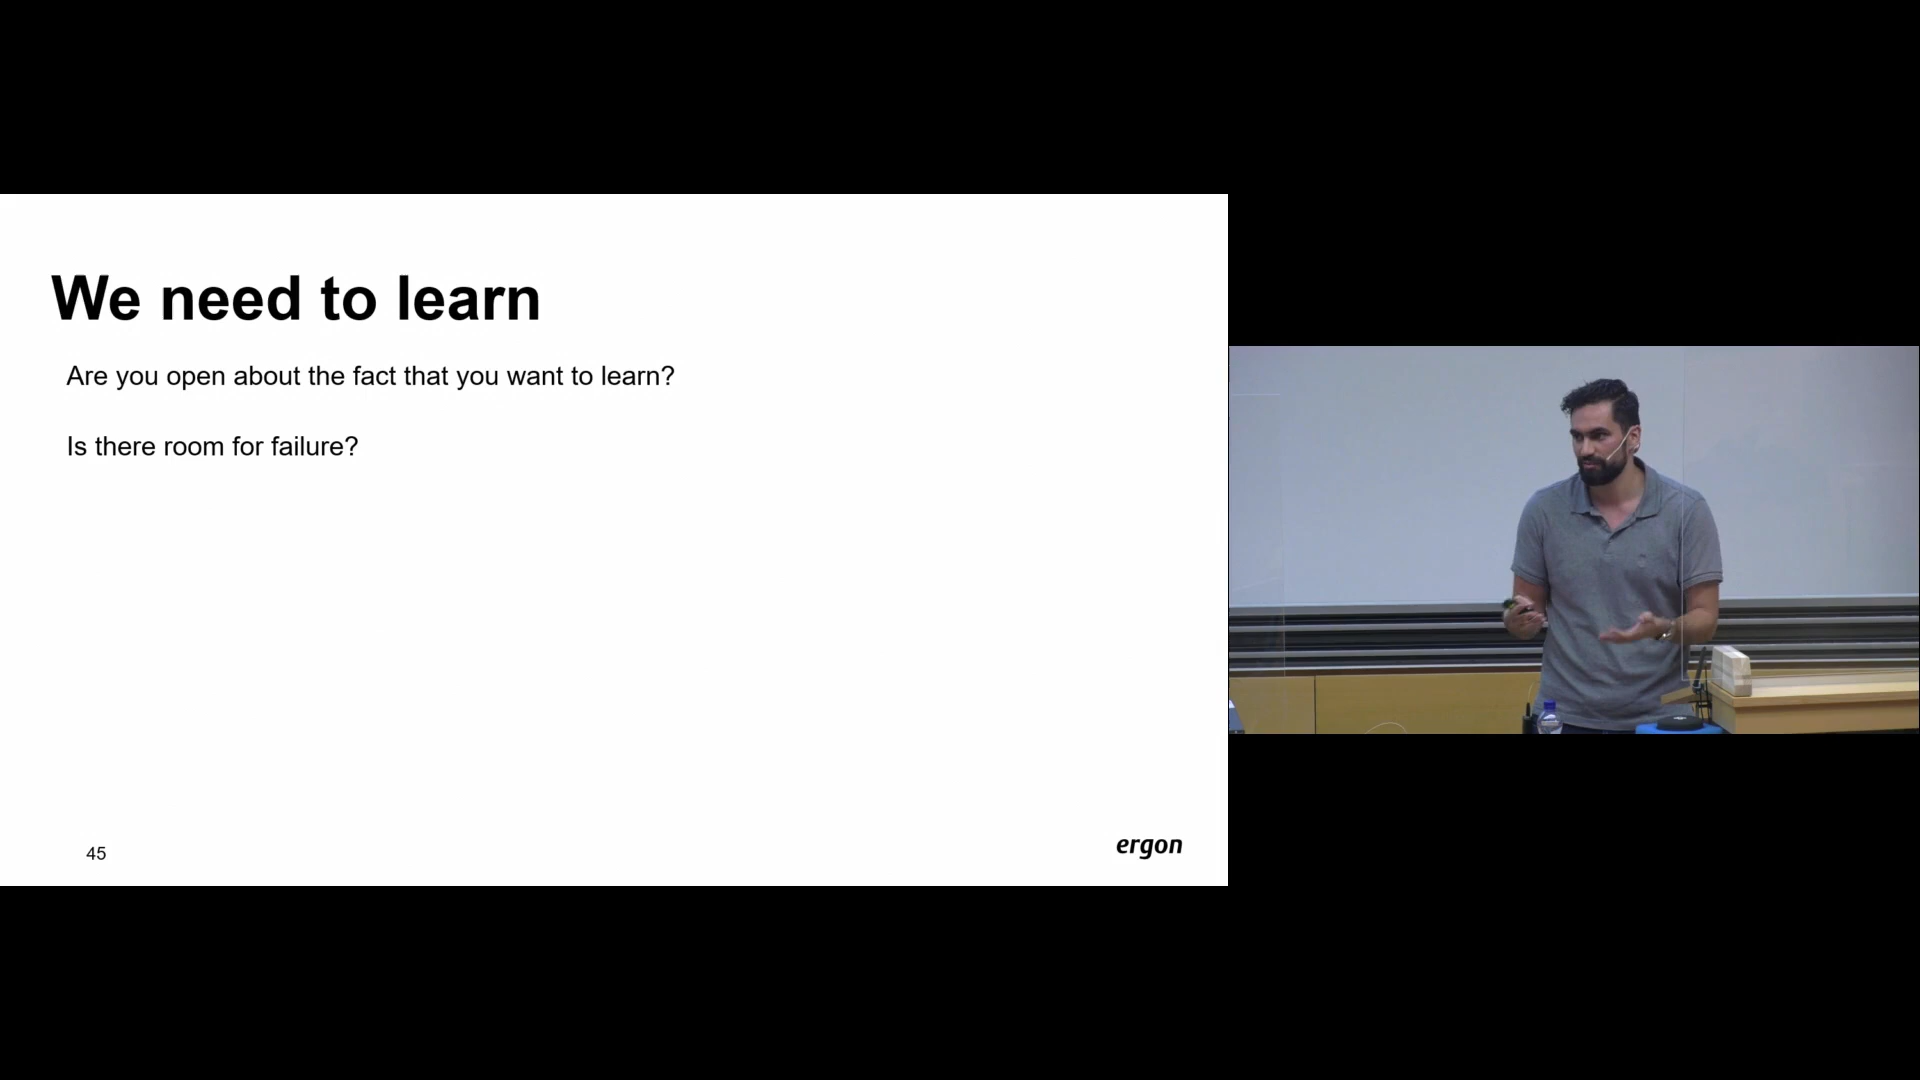 We need to learn
Are you open about the fact that you want to learn?
Is there room for failure?
45
ergon